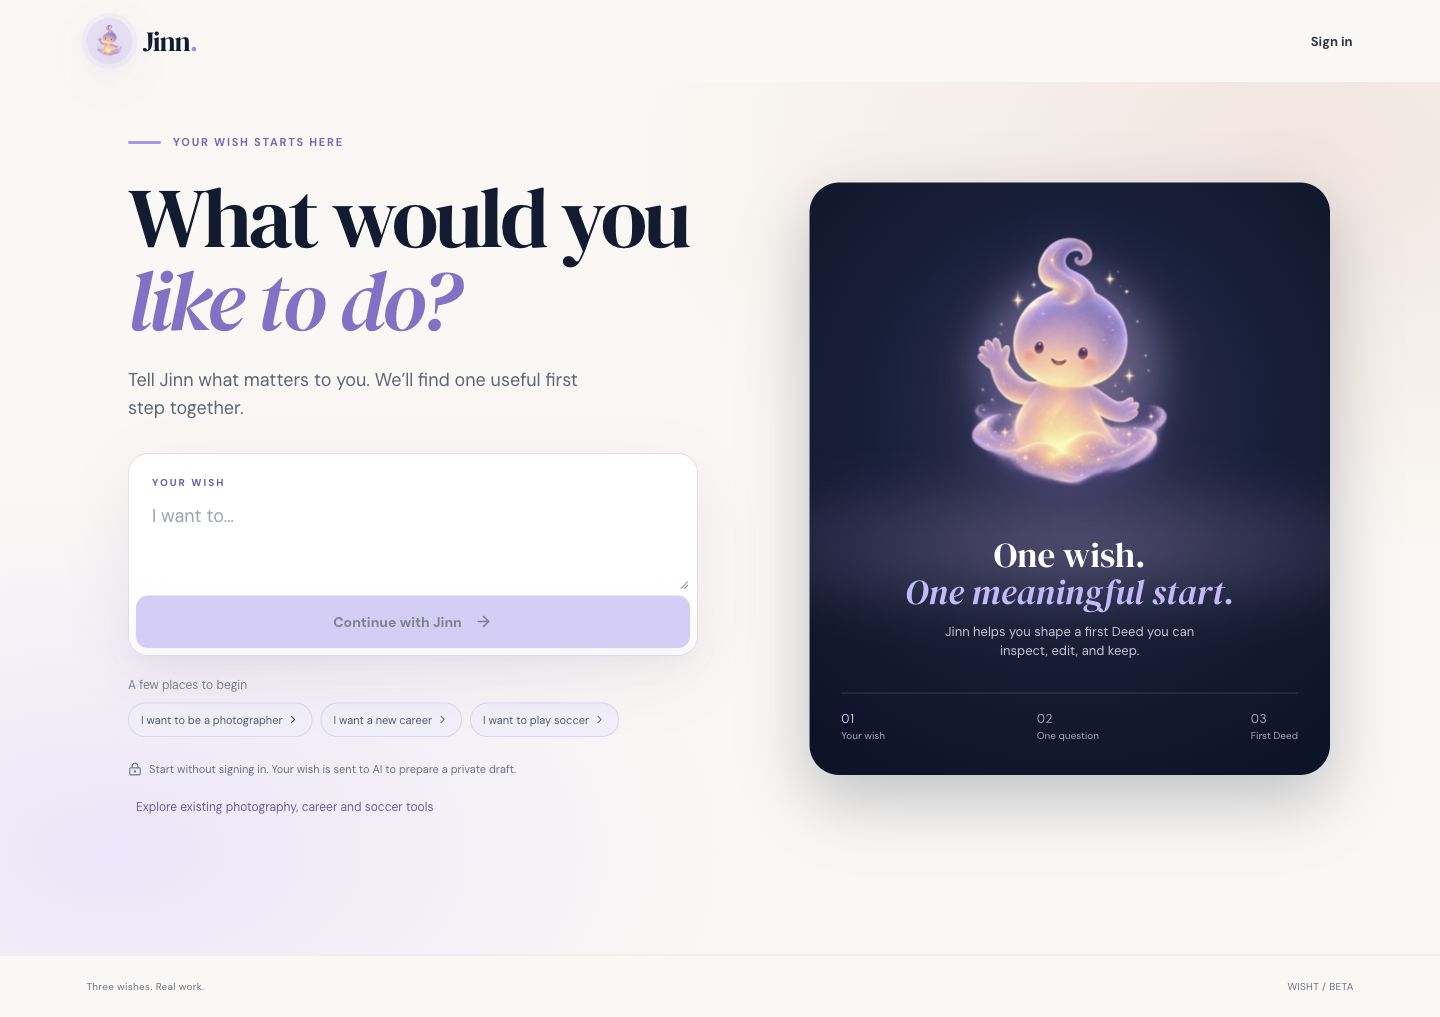 Jinn.
Sign in
YOUR WISH STARTS HERE
What would you
like to do?
Tell Jinn what matters to you. We’ll find one useful first
step together.
YOUR WISH
I want to…
Continue with Jinn
A few places to begin
I want to be a photographer
I want a new career
I want to play soccer
Start without signing in. Your wish is sent to AI to prepare a private draft.
Explore existing photography, career and soccer tools
One wish.
One meaningful start.
Jinn helps you shape a first Deed you can
inspect, edit, and keep.
01
Your wish
02
One question
03
First Deed
Three wishes. Real work.
WISHT / BETA